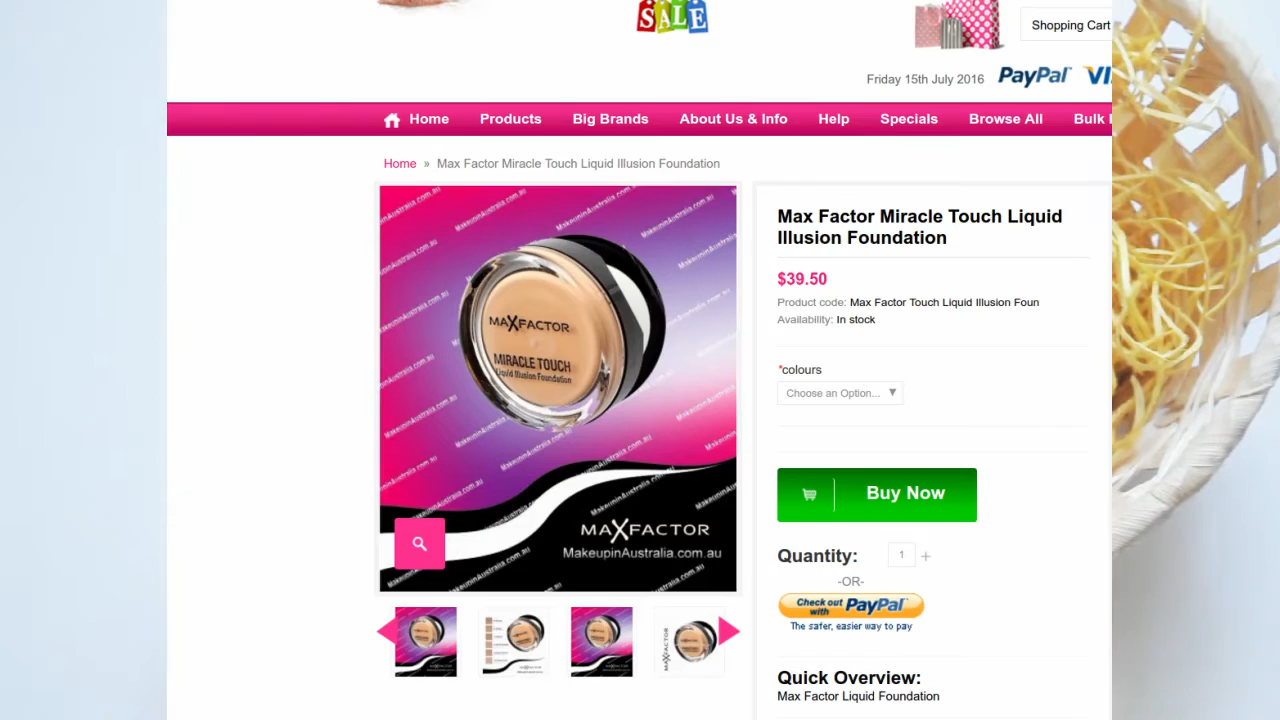 SALE
Shopping Cart
Friday 15th July 2016
PayPal
Home
Products
Big Brands
About Us & Info
Help
Specials
Browse All
Bulk
Home » Max Factor Miracle Touch Liquid Illusion Foundation
MakeupinAustralia.com.au
MAXFACTOR
MIRACLE TOUCH
Liquid Illusion Foundation
MAXFACTOR
MakeupinAustralia.com.au
Max Factor Miracle Touch Liquid
Illusion Foundation
$39.50
Product code: Max Factor Touch Liquid Illusion Foun
Availability: In stock
*colours
Choose an Option...
Buy Now
Quantity: 1 +
-OR-
Check out
with PayPal
The safer, easier way to pay
Quick Overview:
Max Factor Liquid Foundation